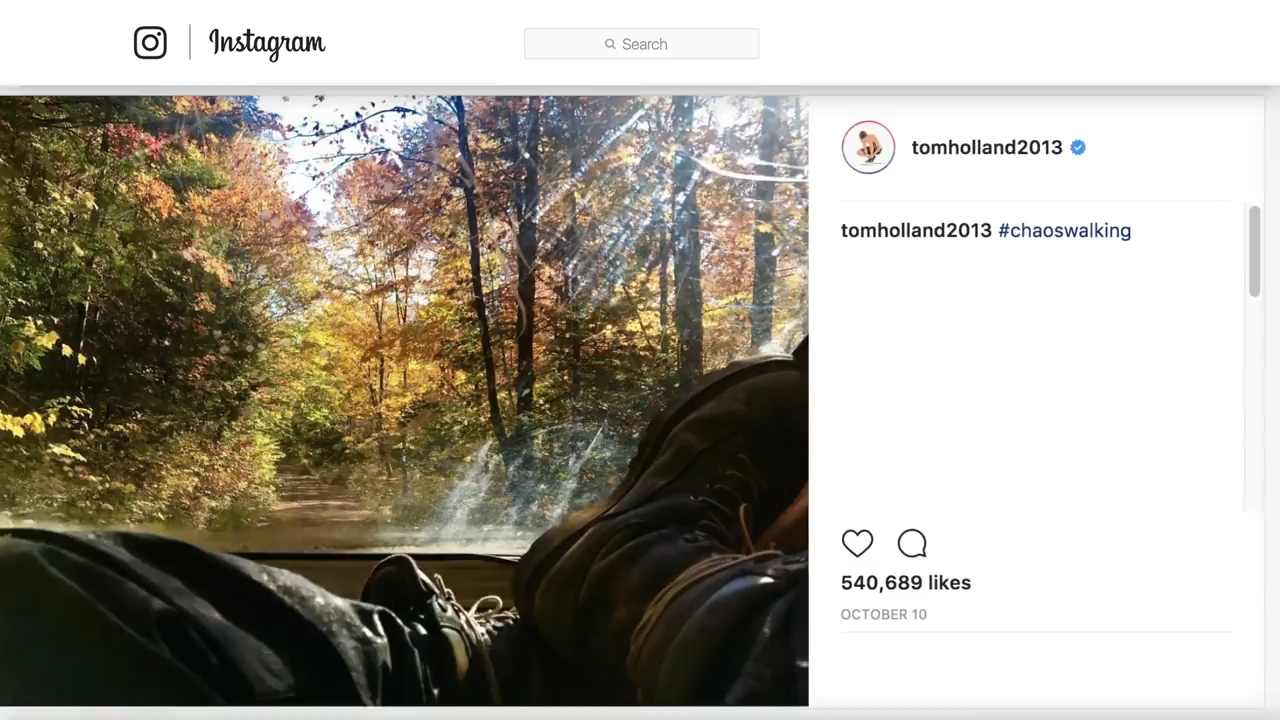 Instagram
Search
tomholland2013
tomholland2013 #chaoswalking
540,689 likes
OCTOBER 10